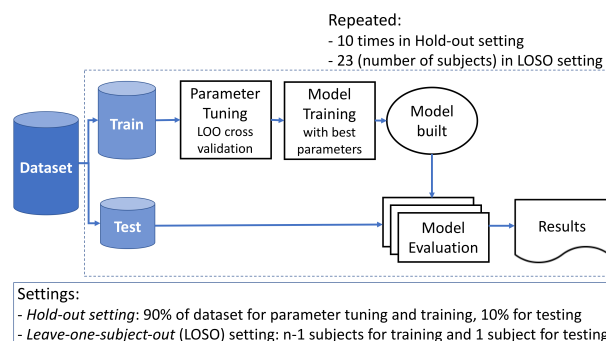 Repeated:
- 10 times in Hold-out setting
- 23 (number of subjects) in LOSO setting
Dataset
Train
Parameter
Tuning
LOO cross
validation
Model
Training
with best
parameters
Model
built
Test
Model
Evaluation
Results
Settings:
- Hold-out setting: 90% of dataset for parameter tuning and training, 10% for testing
- Leave-one-subject-out (LOSO) setting: n-1 subjects for training and 1 subject for testing